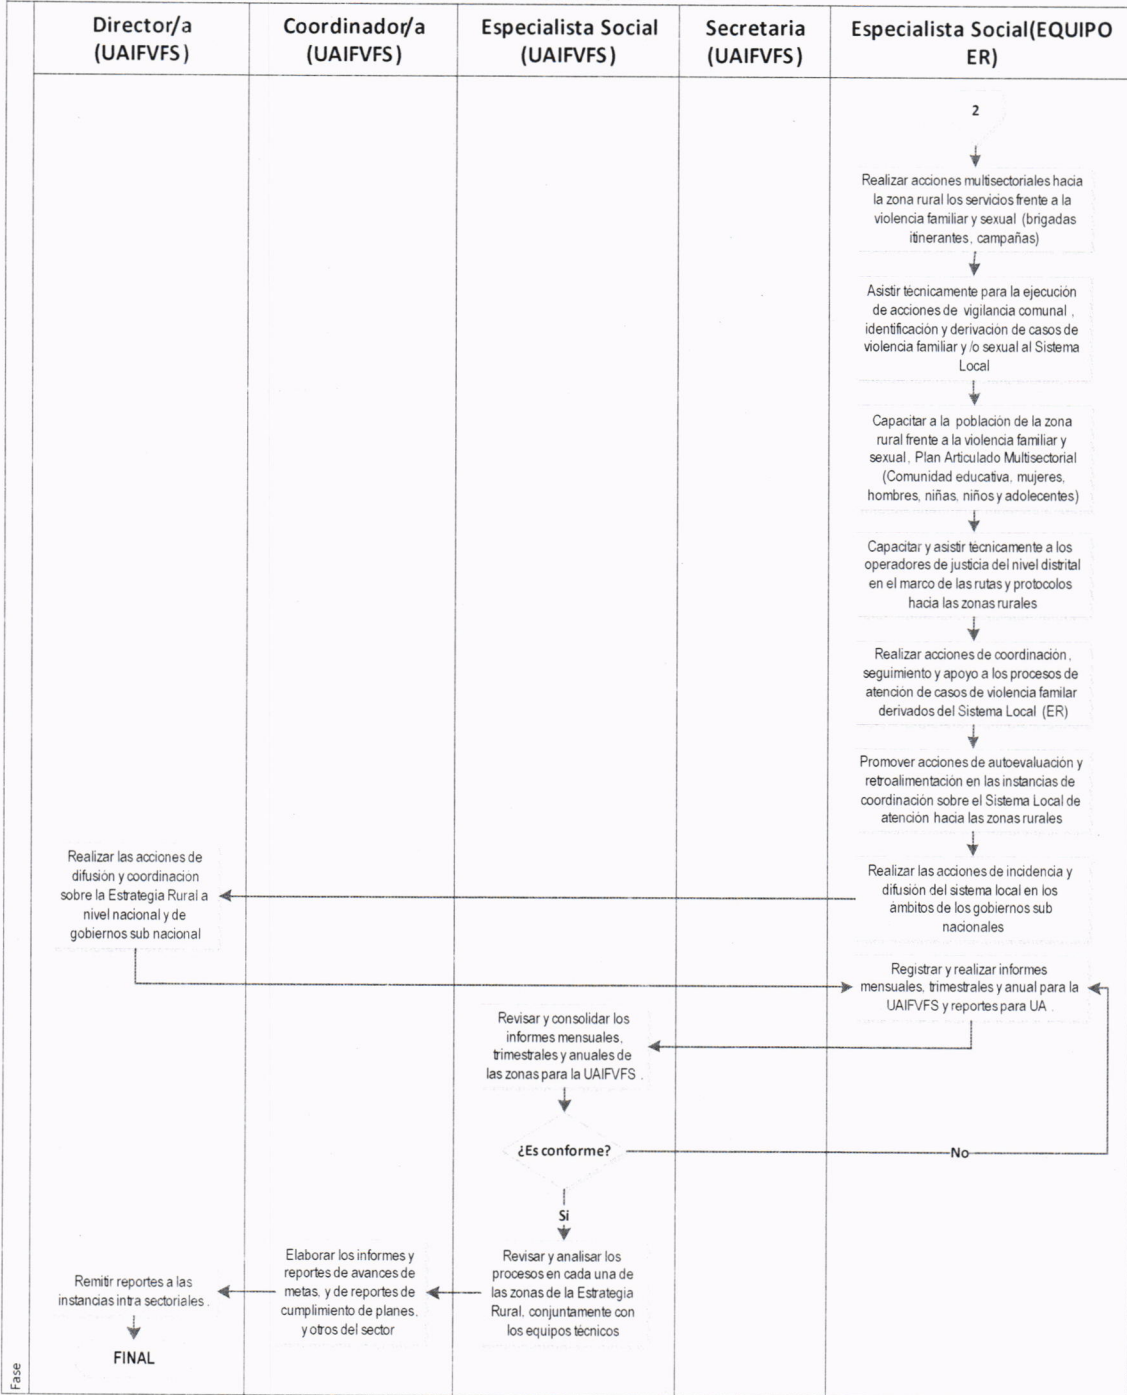 Director/a
(UAIFVFS)
Coordinador/a
(UAIFVFS)
Especialista Social
(UAIFVFS)
Secretaria
(UAIFVFS)
Especialista Social(EQUIPO
ER)
2
Realizar acciones multisectoriales hacia
la zona rural los servicios frente a la
violencia familiar y sexual (brigadas
itinerantes, campañas)
Asistir técnicamente para la ejecución
de acciones de vigilancia comunal ,
identificación y derivación de casos de
violencia familiar y /o sexual al Sistema
Local
Capacitar a la población de la zona
rural frente a la violencia familiar y
sexual, Plan Articulado Multisectorial
(Comunidad educativa, mujeres,
hombres, niñas, niños y adolecentes)
Capacitar y asistir técnicamente a los
operadores de justicia del nivel distrital
en el marco de las rutas y protocolos
hacia las zonas rurales
Realizar acciones de coordinación ,
seguimiento y apoyo a los procesos de
atención de casos de violencia familar
derivados del Sistema Local (ER)
Promover acciones de autoevaluación y
retroalimentación en las instancias de
coordinación sobre el Sistema Local de
atención hacia las zonas rurales
Realizar las acciones de incidencia y
difusión del sistema local en los
ámbitos de los gobiernos sub
nacionales
Realizar las acciones de
difusión y coordinación
sobre la Estrategia Rural a
nivel nacional y de
gobiernos sub nacional
Registrar y realizar informes
mensuales, trimestrales y anual para la
UAIFVFS y reportes para UA .
Revisar y consolidar los
informes mensuales,
trimestrales y anuales de
las zonas para la UAIFVFS .
¿Es conforme?
No
Si
Revisar y analisar los
procesos en cada una de
las zonas de la Estrategia
Rural, conjuntamente con
los equipos técnicos
Elaborar los informes y
reportes de avances de
metas, y de reportes de
cumplimiento de planes,
y otros del sector
Remitir reportes a las
instancias intra sectoriales .
FINAL
Fase